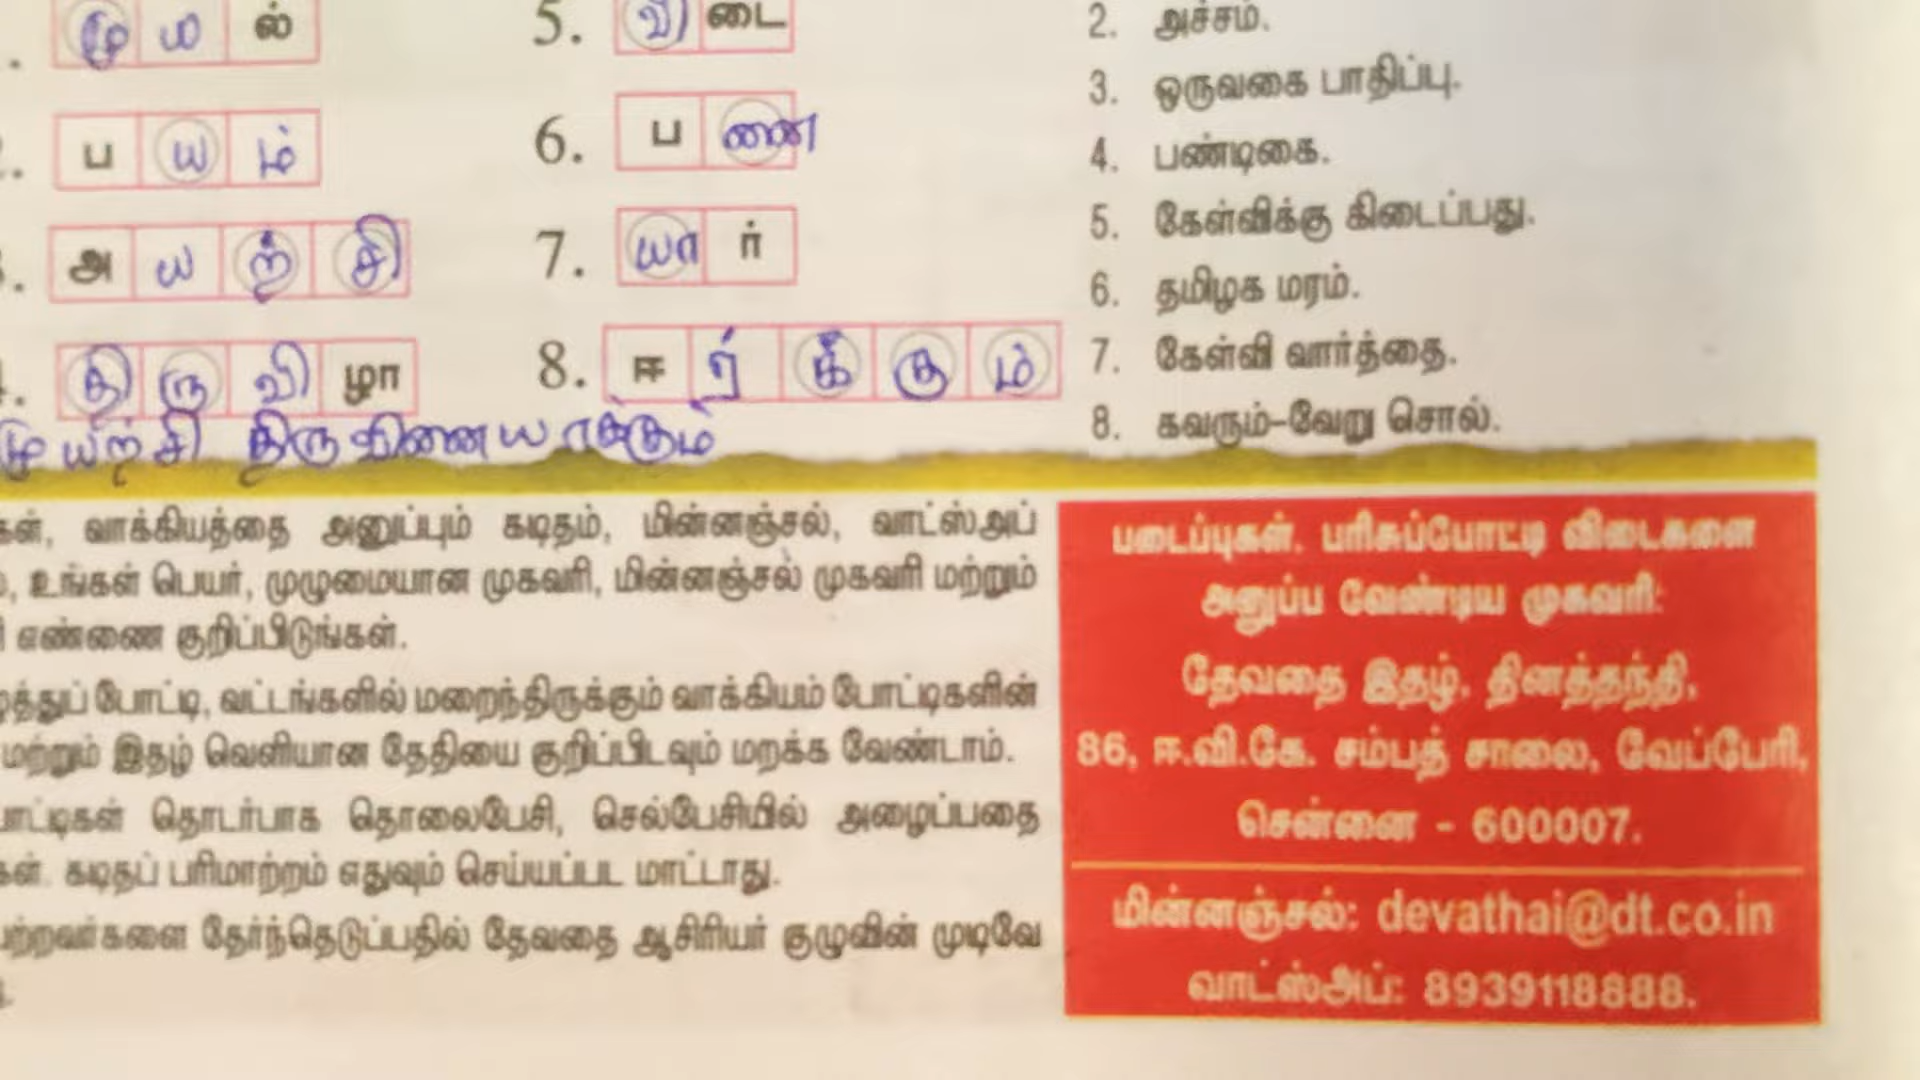 மு ய ல்
ப ய ம்
அ ய ற் சி
தி ரு வி ழா
5. வி டை
6. ப னை
7. யா ர்
8. ஈ ர் க் கு ம்
முயற்சி திருவினையாக்கும்
2. அச்சம்.
3. ஒருவகை பாதிப்பு.
4. பண்டிகை.
5. கேள்விக்கு கிடைப்பது.
6. தமிழக மரம்.
7. கேள்வி வார்த்தை.
8. கவரும்-வேறு சொல்.
வாக்கியத்தை அனுப்பும் கடிதம், மின்னஞ்சல், வாட்ஸ்அப்
உங்கள் பெயர், முழுமையான முகவரி, மின்னஞ்சல் முகவரி மற்றும்
எண்ணை குறிப்பிடுங்கள்.
போட்டி, வட்டங்களில் மறைந்திருக்கும் வாக்கியம் போட்டிகளின்
மற்றும் இதழ் வெளியான தேதியை குறிப்பிடவும் மறக்க வேண்டாம்.
தொடர்பாக தொலைபேசி, செல்பேசியில் அழைப்பதை
கடிதப் பரிமாற்றம் எதுவும் செய்யப்பட மாட்டாது.
தேர்ந்தெடுப்பதில் தேவதை ஆசிரியர் குழுவின் முடிவே
படைப்புகள். பரிசுப்போட்டி விடைகளை
அனுப்ப வேண்டிய முகவரி:
தேவதை இதழ். தினத்தந்தி,
86, ஈ.வி.கே. சம்பத் சாலை, வேப்பேரி,
சென்னை - 600007.
மின்னஞ்சல்: devathai@dt.co.in
வாட்ஸ்அப்: 8939118888.